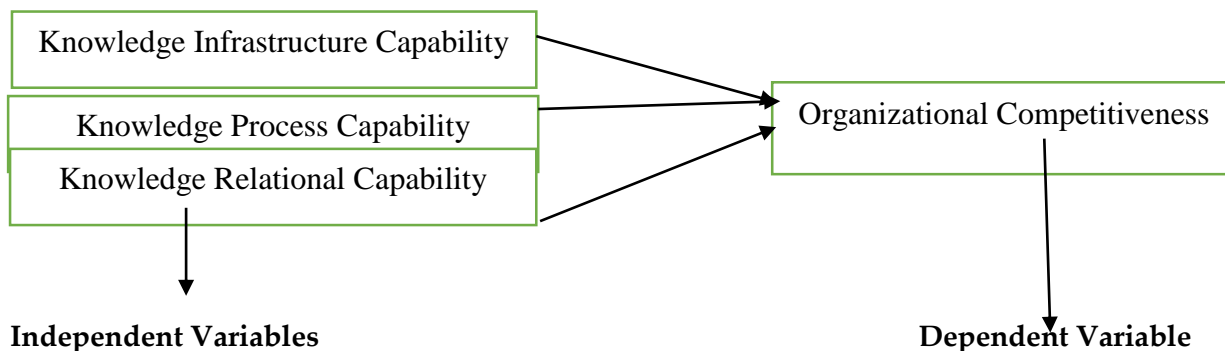 Knowledge Infrastructure Capability
Knowledge Process Capability
Knowledge Relational Capability
Organizational Competitiveness
Independent Variables
Dependent Variable